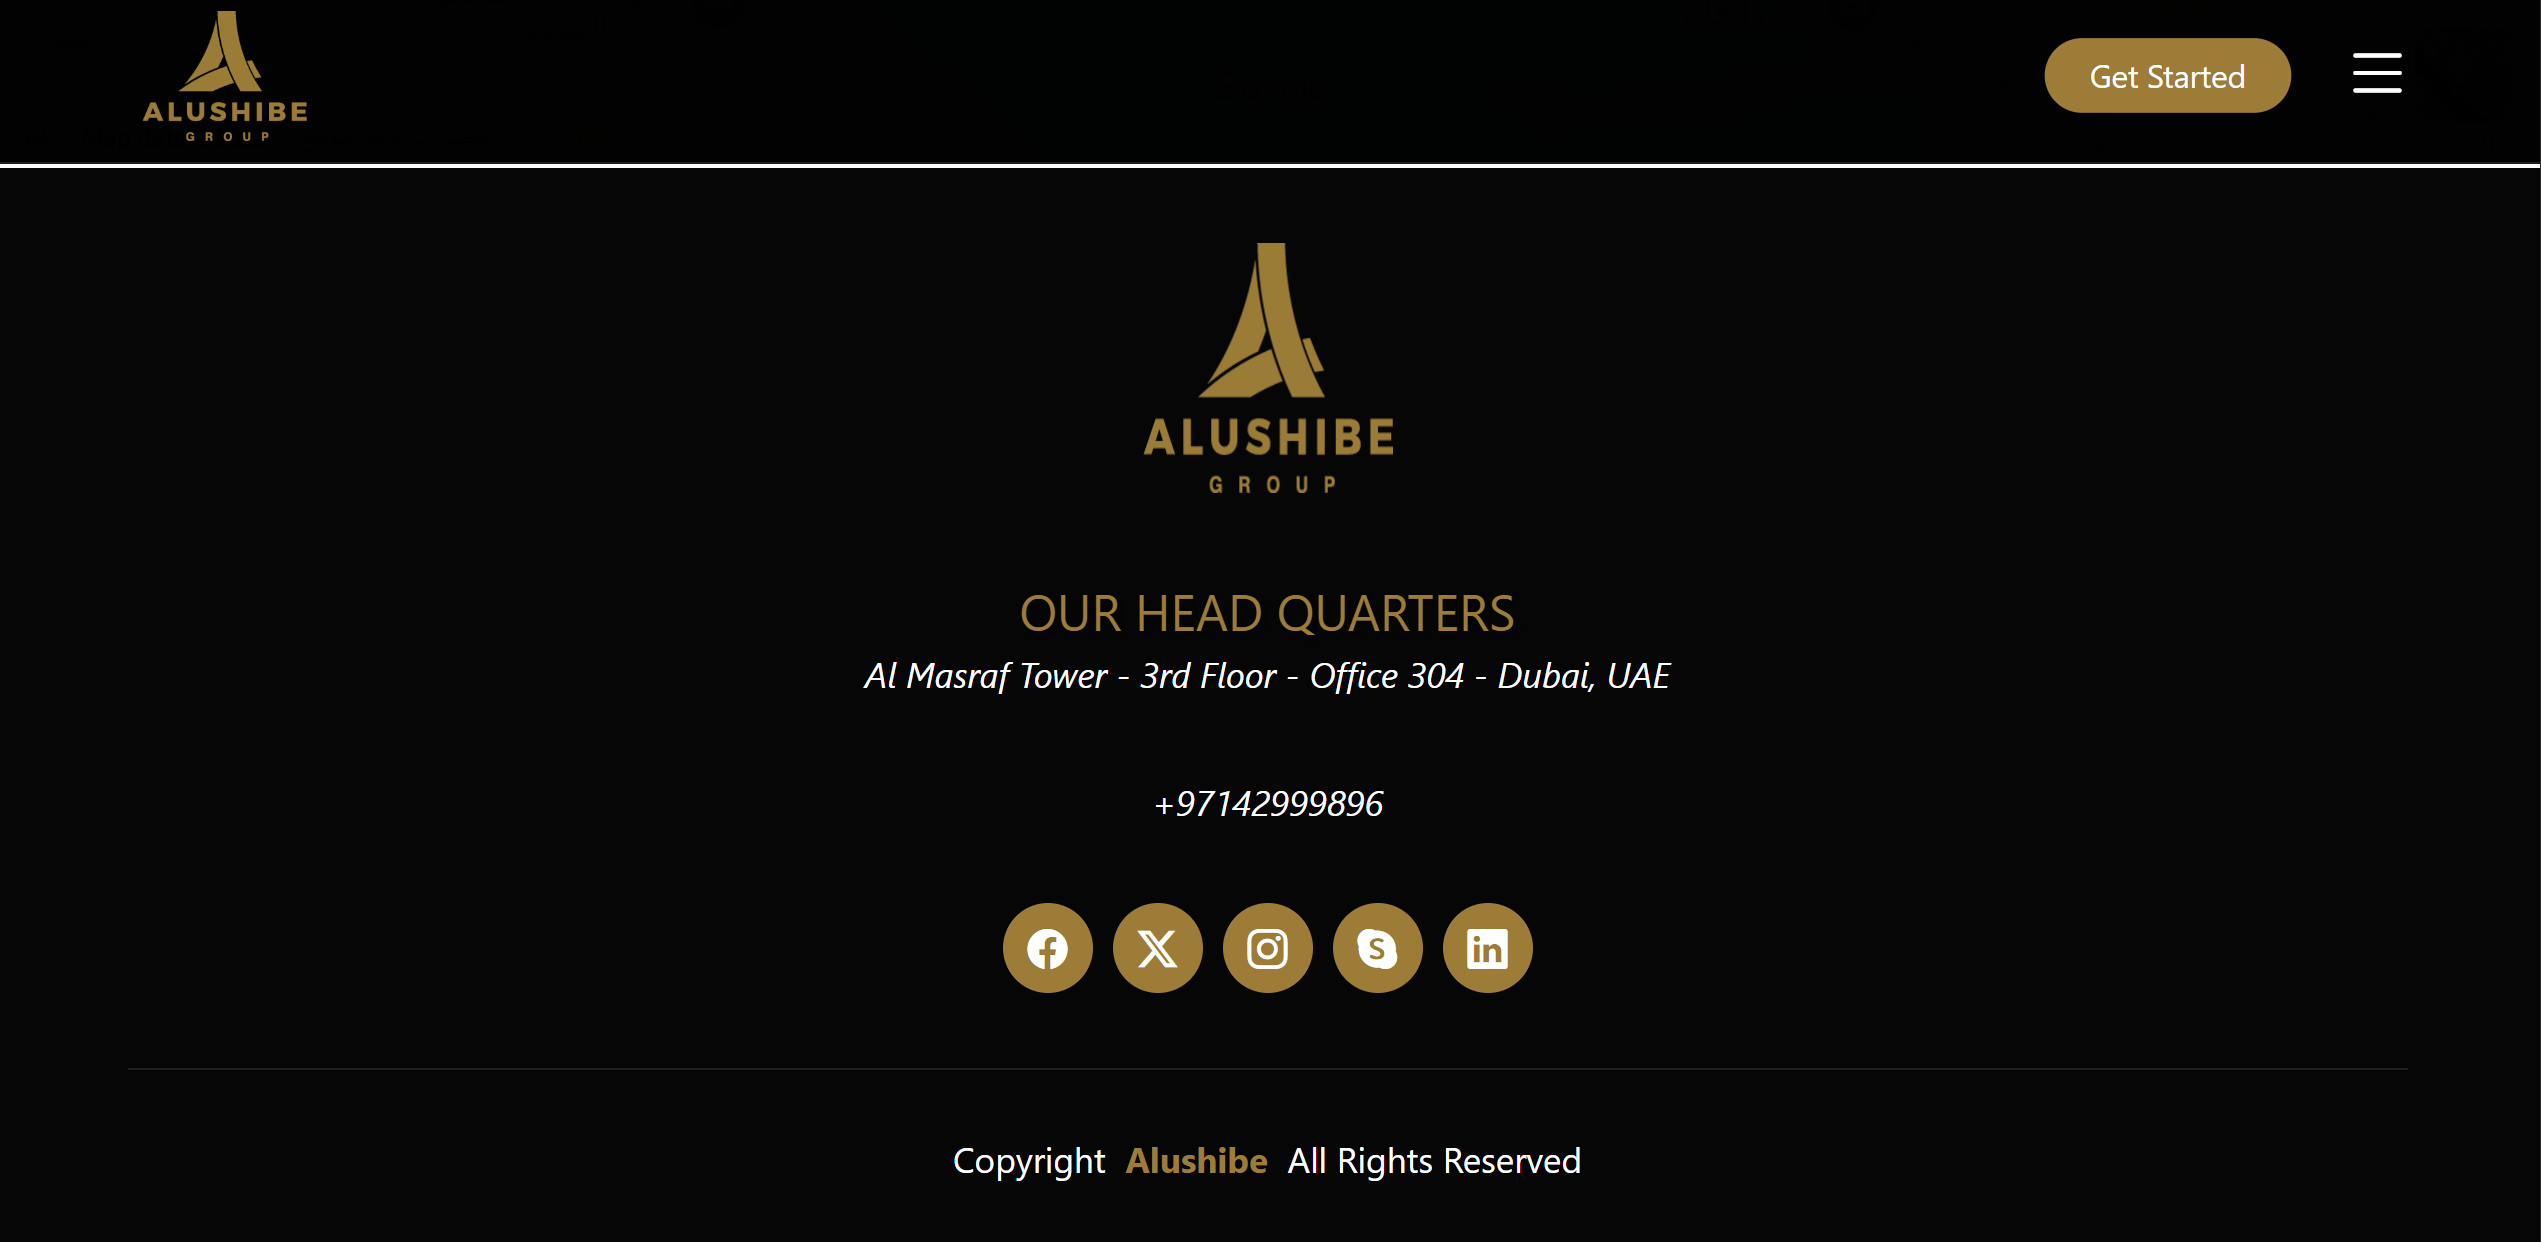 ALUSHIBE
GROUP
Get Started
ALUSHIBE
GROUP
OUR HEAD QUARTERS
Al Masraf Tower - 3rd Floor - Office 304 - Dubai, UAE
+97142999896
Copyright Alushibe All Rights Reserved